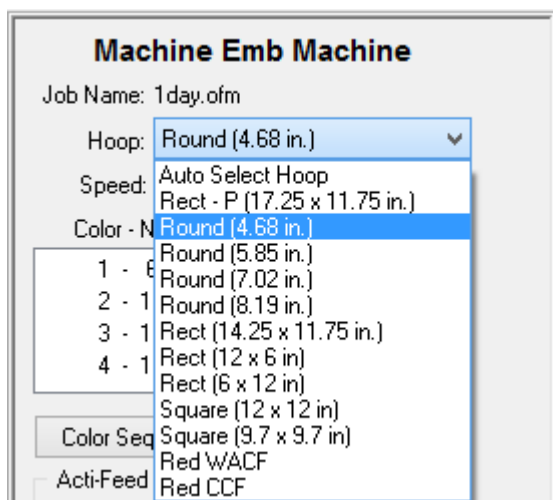 Machine Emb Machine
Job Name: 1day.ofm
Hoop: Round (4.68 in.)
Speed:
Auto Select Hoop
Rect - P (17.25 x 11.75 in.)
Round (4.68 in.)
Round (5.85 in.)
Round (7.02 in.)
Round (8.19 in.)
Rect (14.25 x 11.75 in.)
Rect (12 x 6 in)
Rect (6 x 12 in)
Square (12 x 12 in)
Square (9.7 x 9.7 in)
Red WACF
Red CCF
Color - N
1 - 6
2 - 1
3 - 1
4 - 1
Color Seq
Acti-Feed